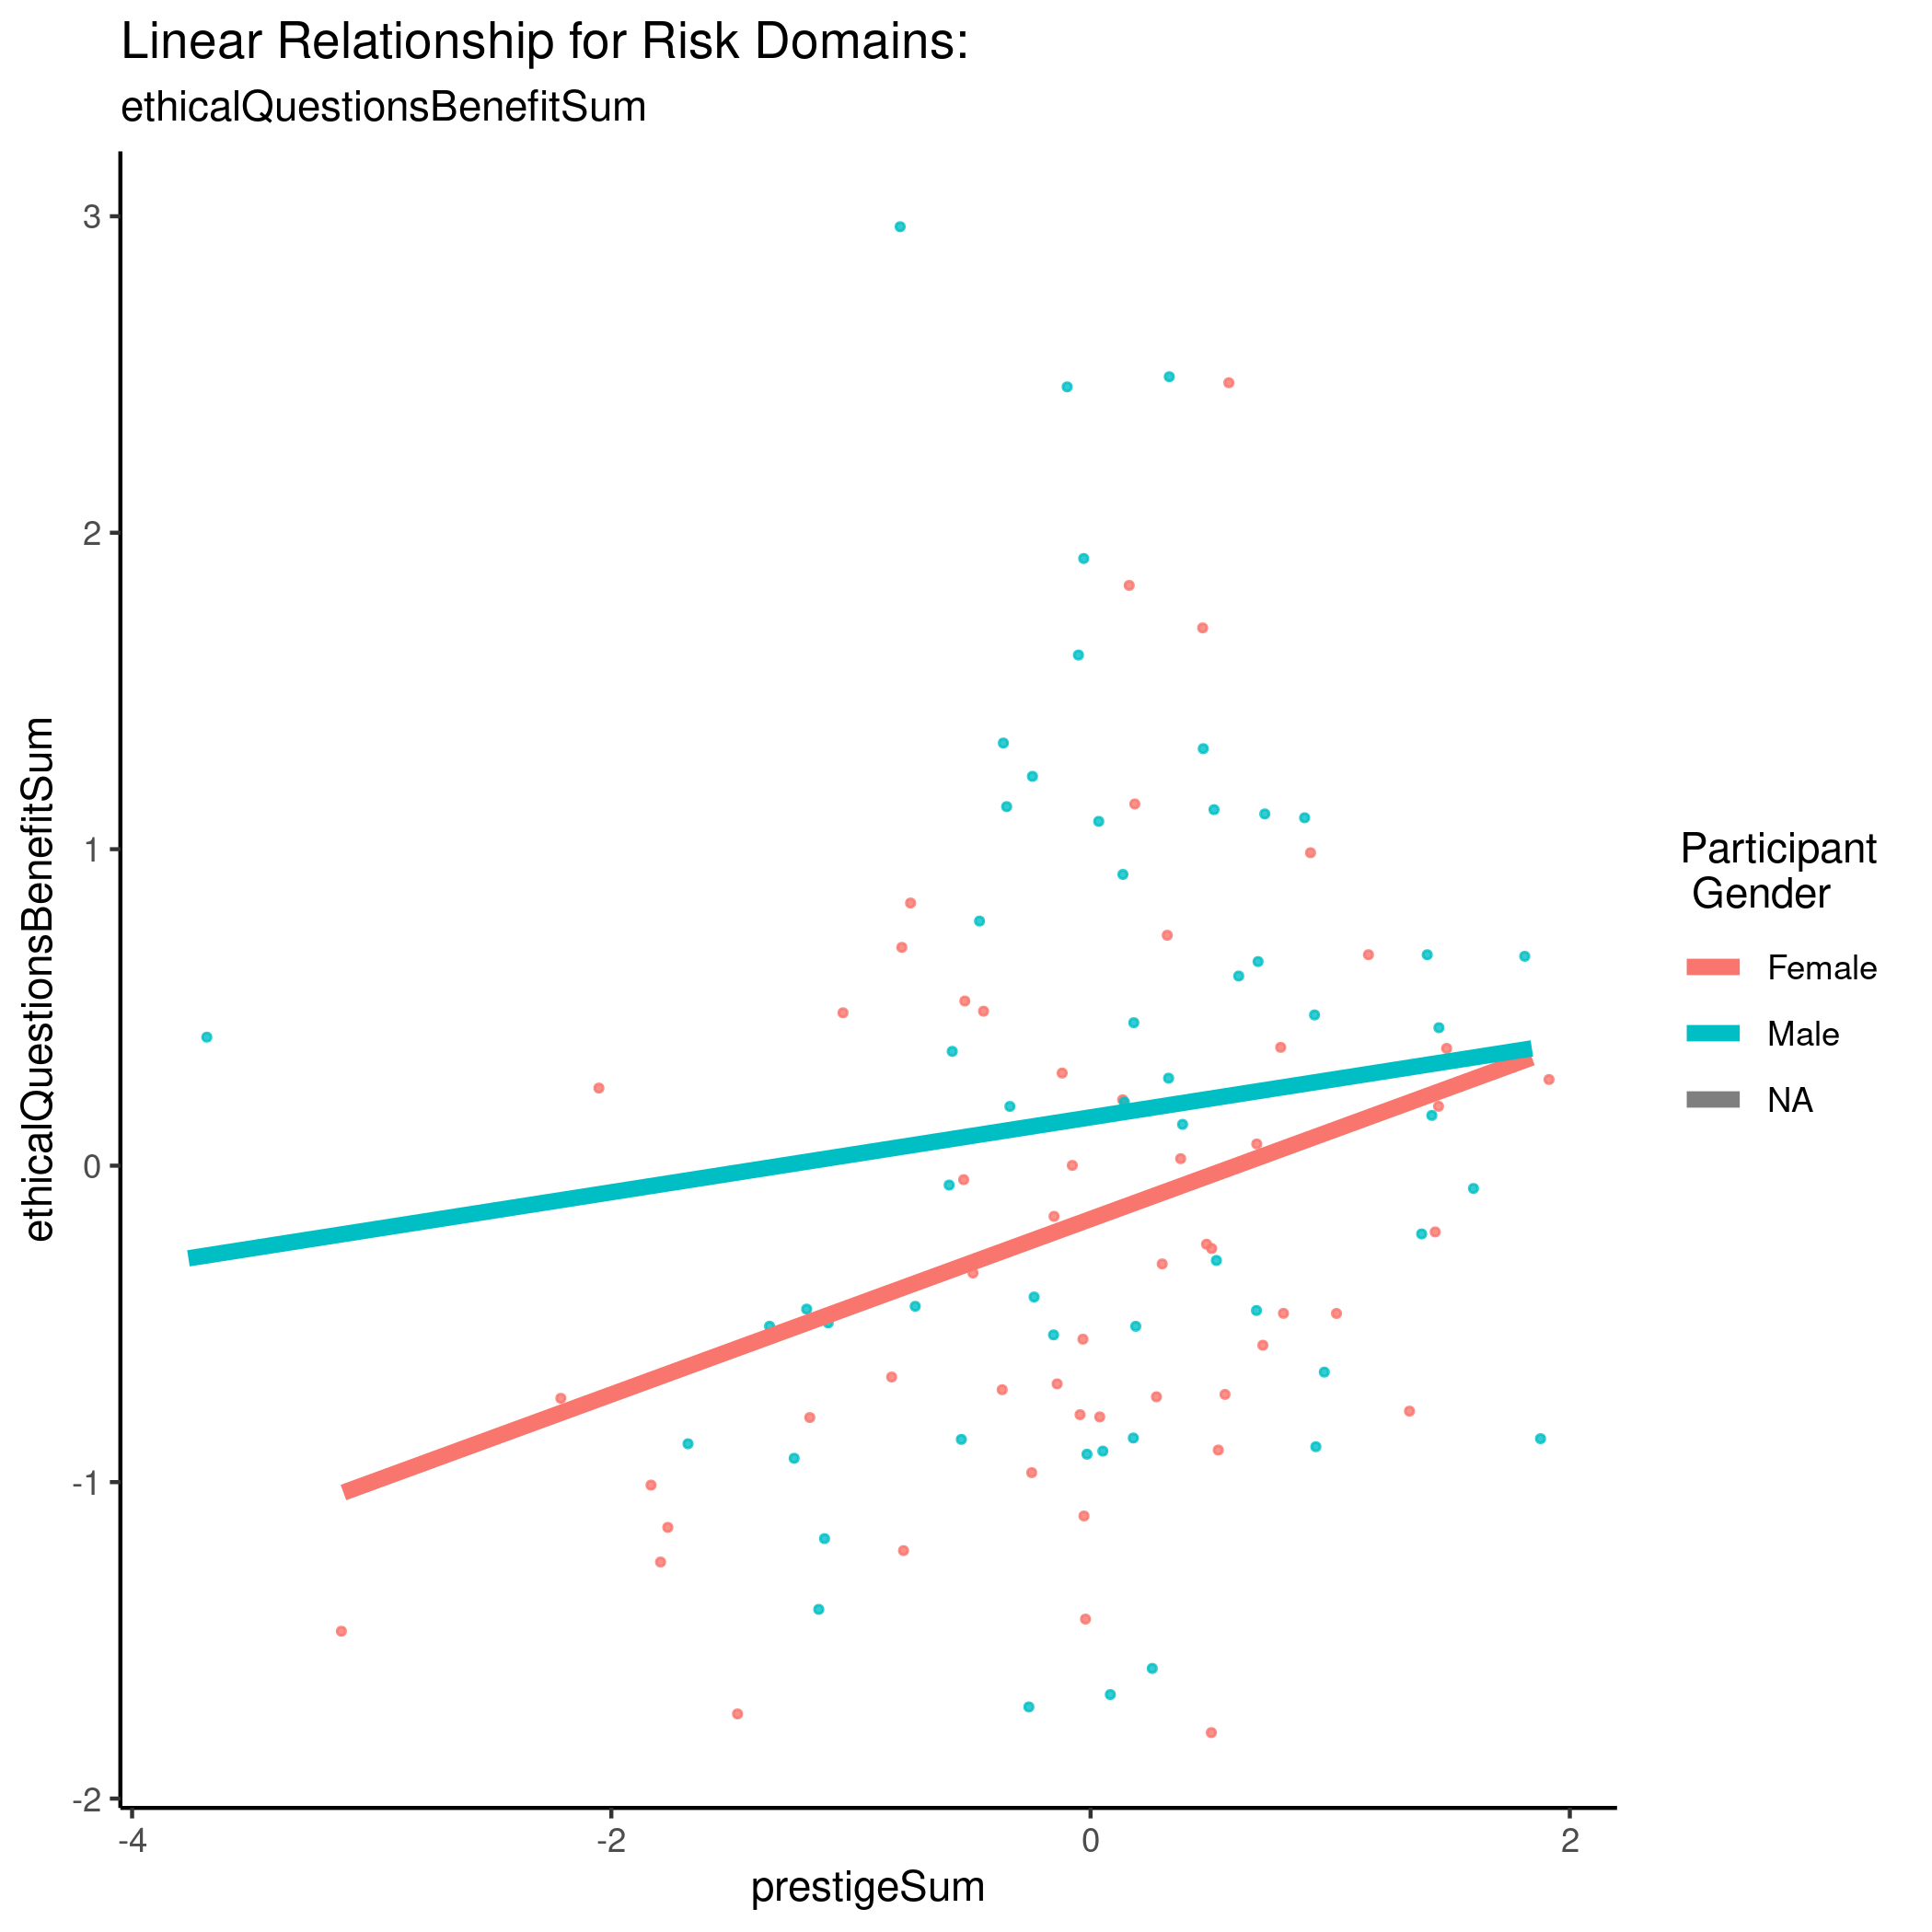 Linear Relationship for Risk Domains:
ethicalQuestionsBenefitSum
3
2
1
0
-1
-2
ethicalQuestionsBenefitSum
-4
-2
0
2
prestigeSum
Participant
Gender
Female
Male
NA